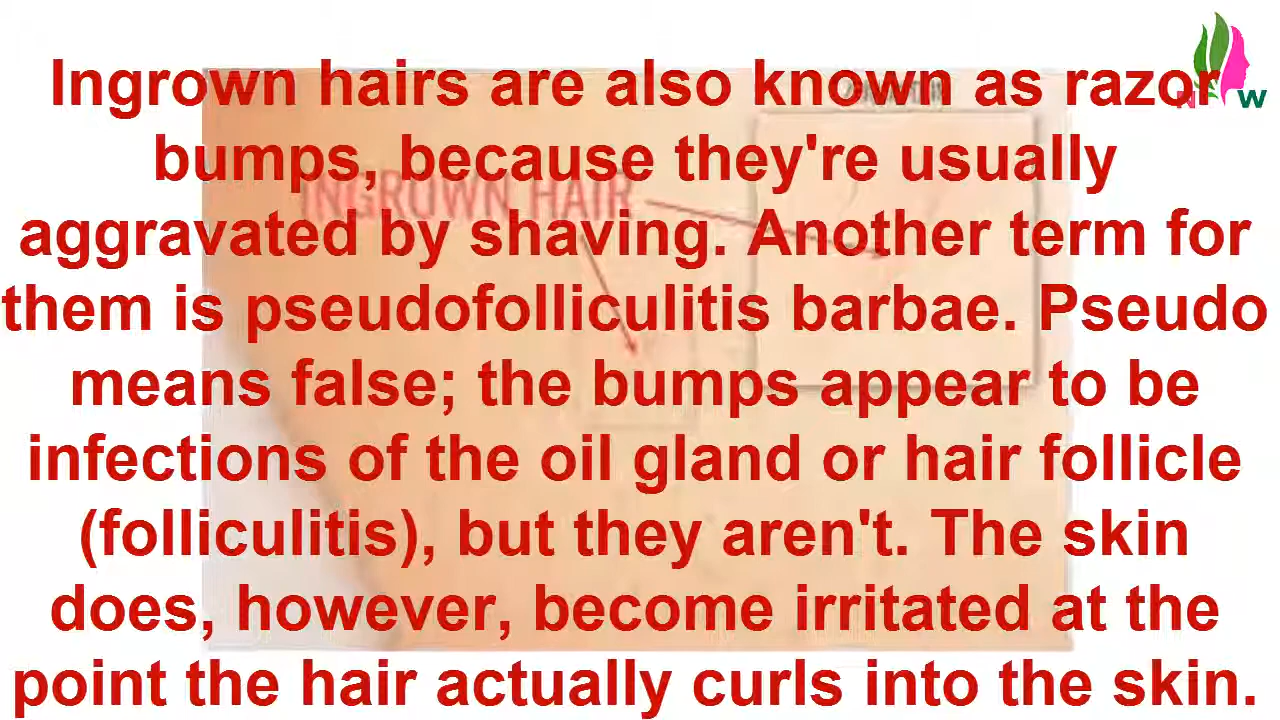 Ingrown hairs are also known as razor
bumps, because they're usually
aggravated by shaving. Another term for
them is pseudofolliculitis barbae. Pseudo
means false; the bumps appear to be
infections of the oil gland or hair follicle
(folliculitis), but they aren't. The skin
does, however, become irritated at the
point the hair actually curls into the skin.
INGROWN HAIR
N W